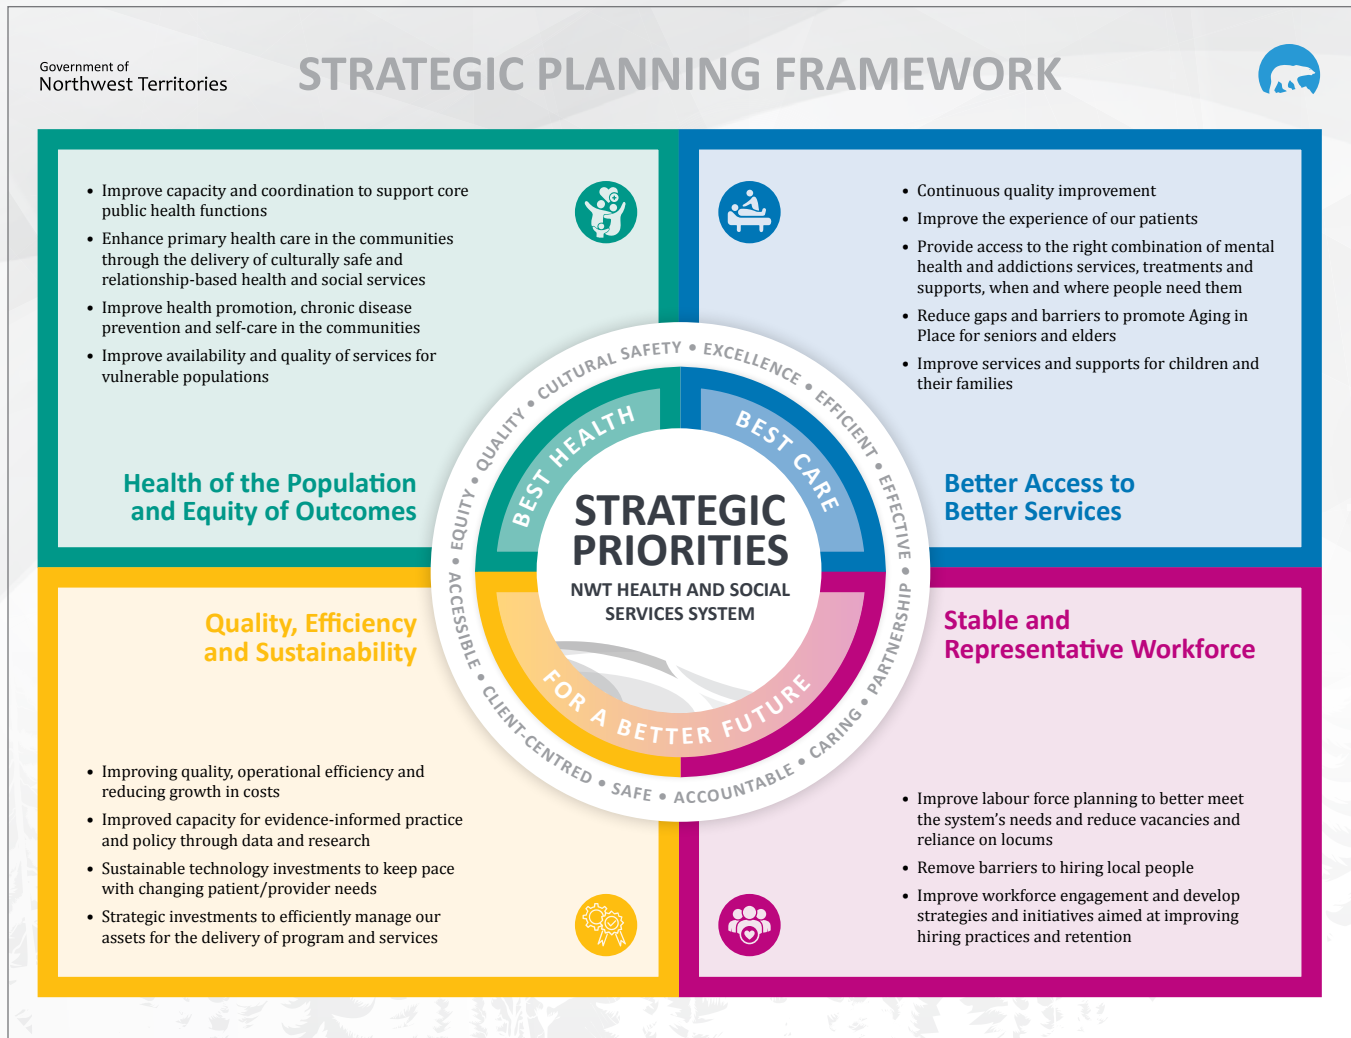 Government of
Northwest Territories
STRATEGIC PLANNING FRAMEWORK
• Improve capacity and coordination to support core
public health functions
• Enhance primary health care in the communities
through the delivery of culturally safe and
relationship-based health and social services
• Improve health promotion, chronic disease
prevention and self-care in the communities
• Improve availability and quality of services for
vulnerable populations
Health of the Population
and Equity of Outcomes
• Continuous quality improvement
• Improve the experience of our patients
• Provide access to the right combination of mental
health and addictions services, treatments and
supports, when and where people need them
• Reduce gaps and barriers to promote Aging in
Place for seniors and elders
• Improve services and supports for children and
their families
Better Access to
Better Services
ACCESSIBLE • EQUITY • QUALITY • CULTURAL SAFETY • EXCELLENCE • EFFICIENT • EFFECTIVE •
PARTNERSHIP • CARING • ACCOUNTABLE • SAFE • CLIENT-CENTRED •
BEST HEALTH
BEST CARE
FOR A BETTER FUTURE
STRATEGIC
PRIORITIES
NWT HEALTH AND SOCIAL
SERVICES SYSTEM
Quality, Efficiency
and Sustainability
• Improving quality, operational efficiency and
reducing growth in costs
• Improved capacity for evidence-informed practice
and policy through data and research
• Sustainable technology investments to keep pace
with changing patient/provider needs
• Strategic investments to efficiently manage our
assets for the delivery of program and services
Stable and
Representative Workforce
• Improve labour force planning to better meet
the system's needs and reduce vacancies and
reliance on locums
• Remove barriers to hiring local people
• Improve workforce engagement and develop
strategies and initiatives aimed at improving
hiring practices and retention